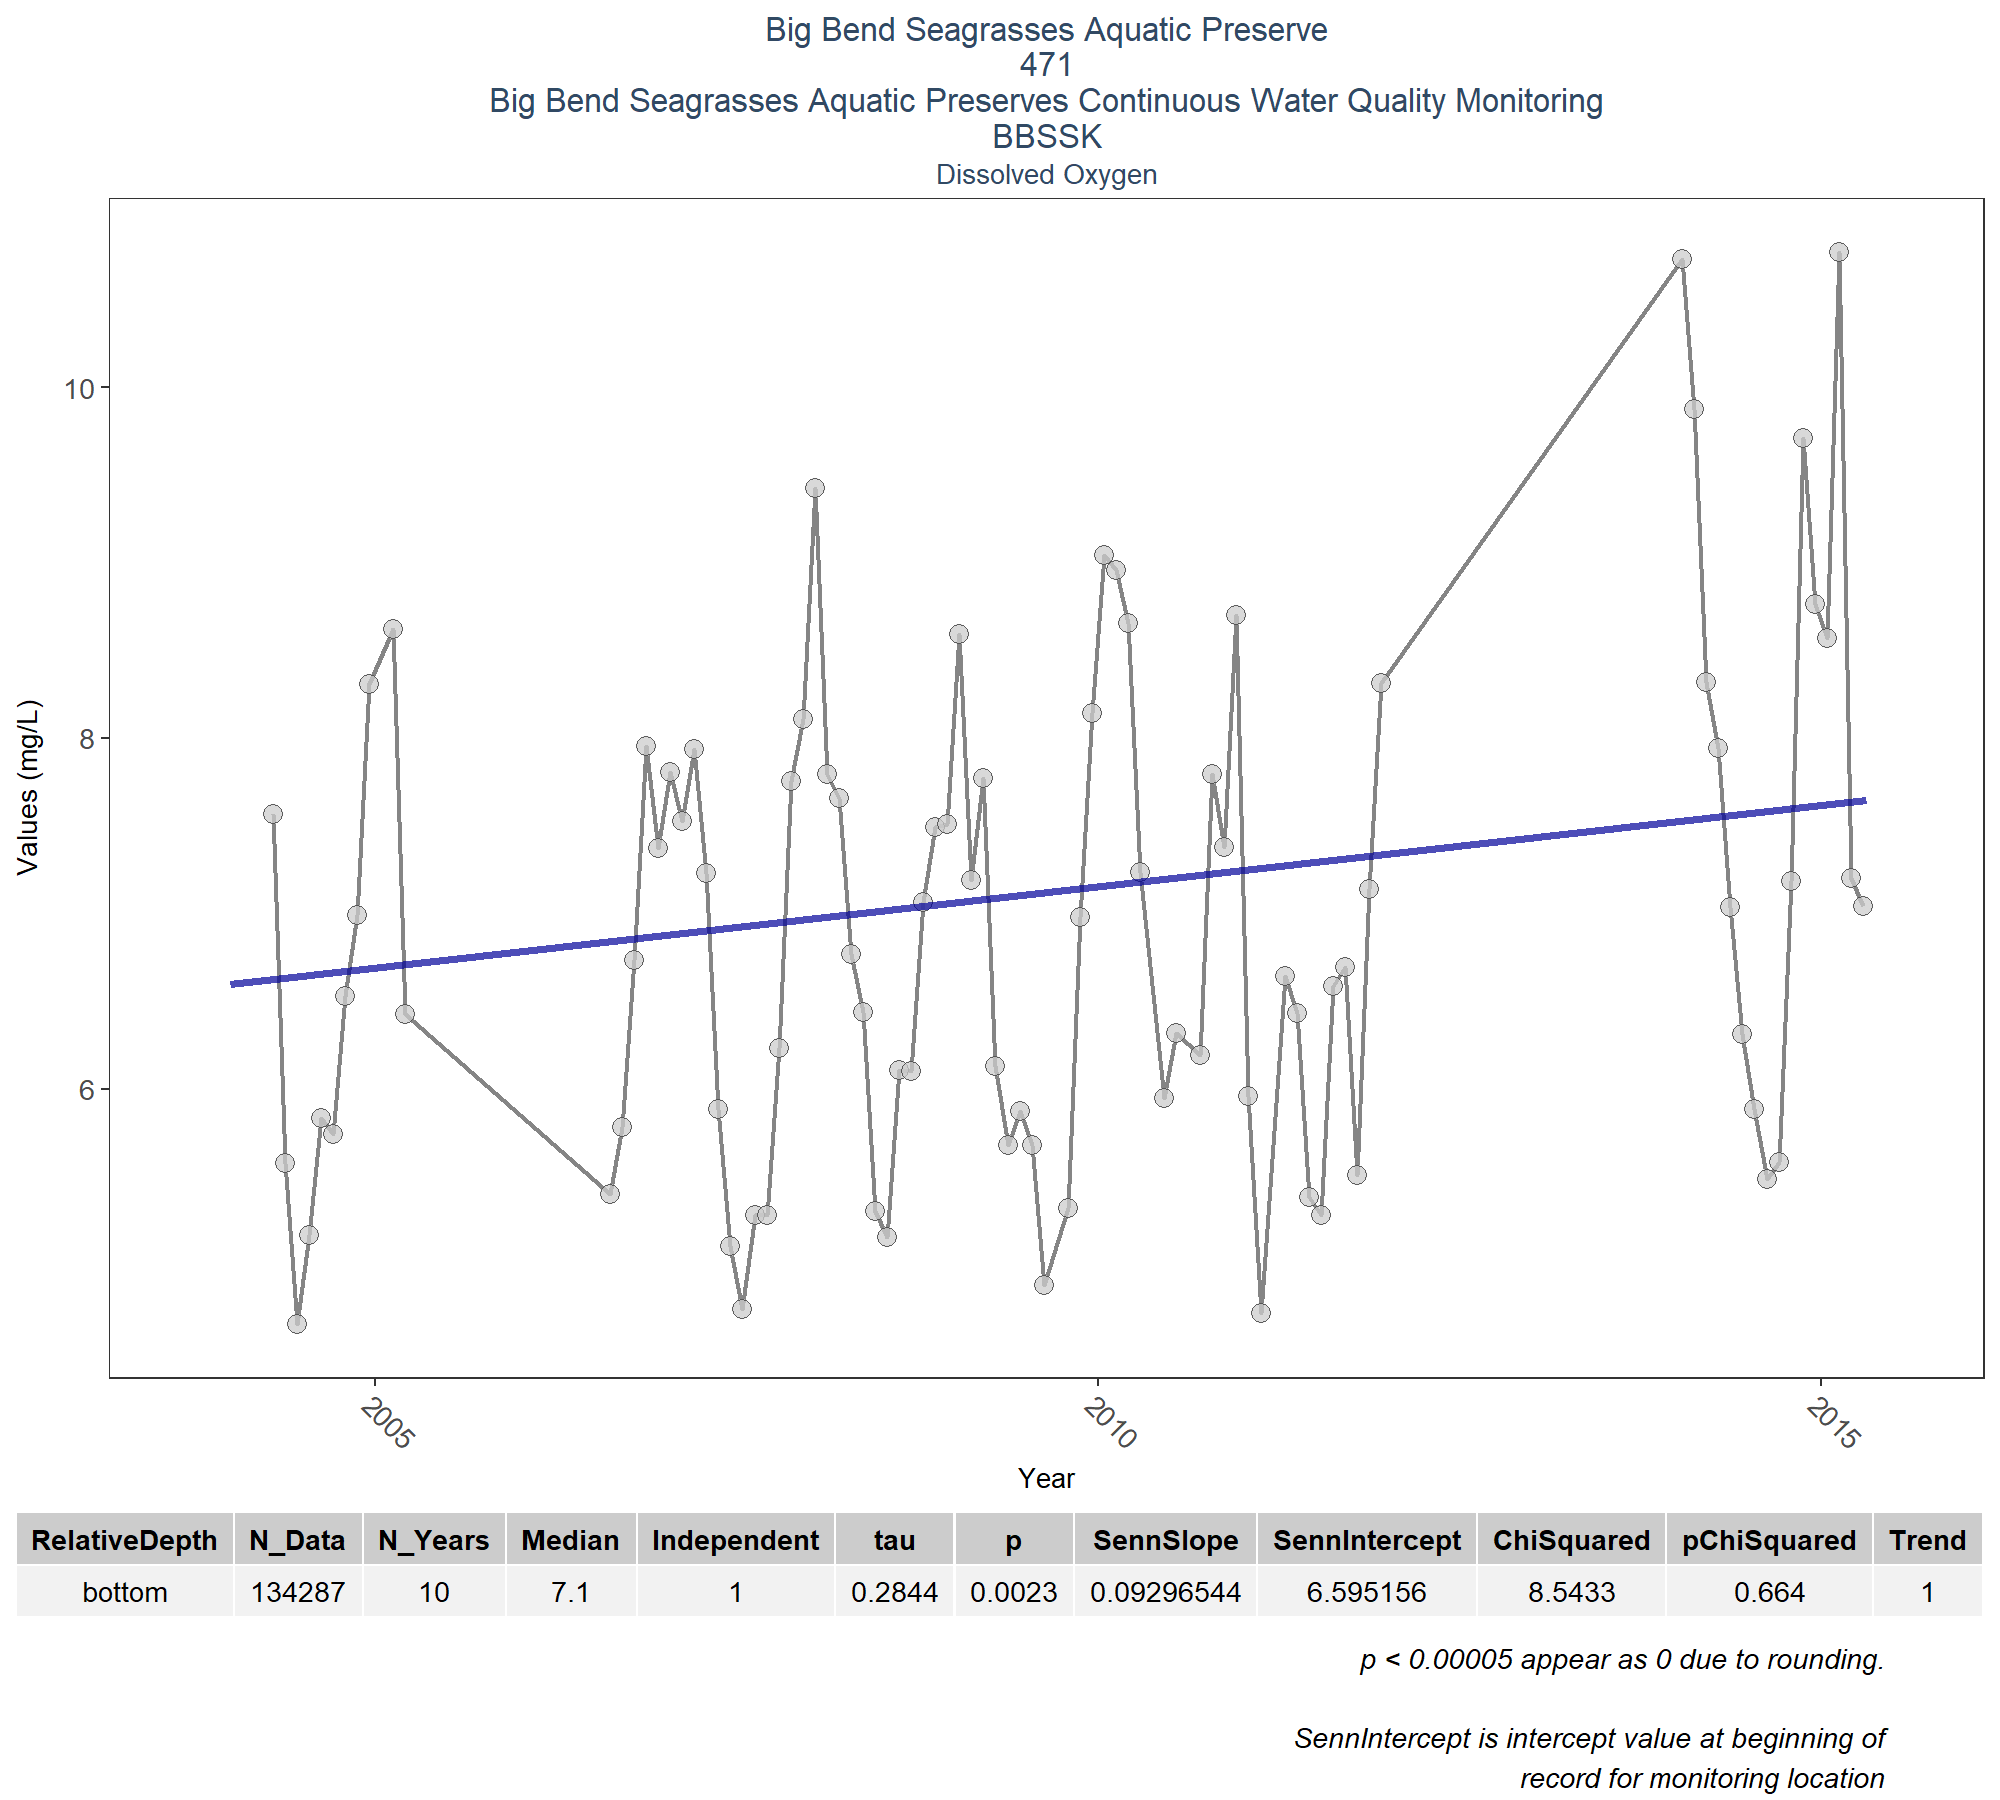 Big Bend Seagrasses Aquatic Preserve
471
Big Bend Seagrasses Aquatic Preserves Continuous Water Quality Monitoring
BBSSK
Dissolved Oxygen
Values (mg/L)
10
8
6
2005
2010
2015
Year
RelativeDepth N_Data N_Years Median Independent tau p SennSlope SennIntercept ChiSquared pChiSquared Trend
bottom 134287 10 7.1 1 0.2844 0.0023 0.09296544 6.595156 8.5433 0.664 1
p < 0.00005 appear as 0 due to rounding.
SennIntercept is intercept value at beginning of
record for monitoring location